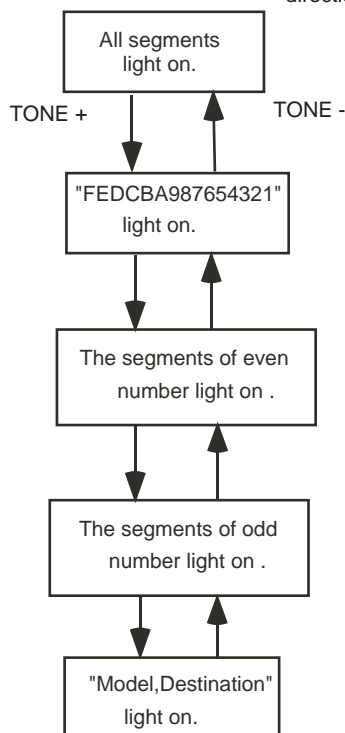 All segments
light on.
TONE +
TONE -
"FEDCBA987654321"
light on.
The segments of even
number light on .
The segments of odd
number light on .
"Model,Destination"
light on.